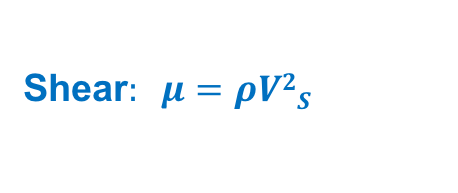 Shear: μ = ρV²ₛ